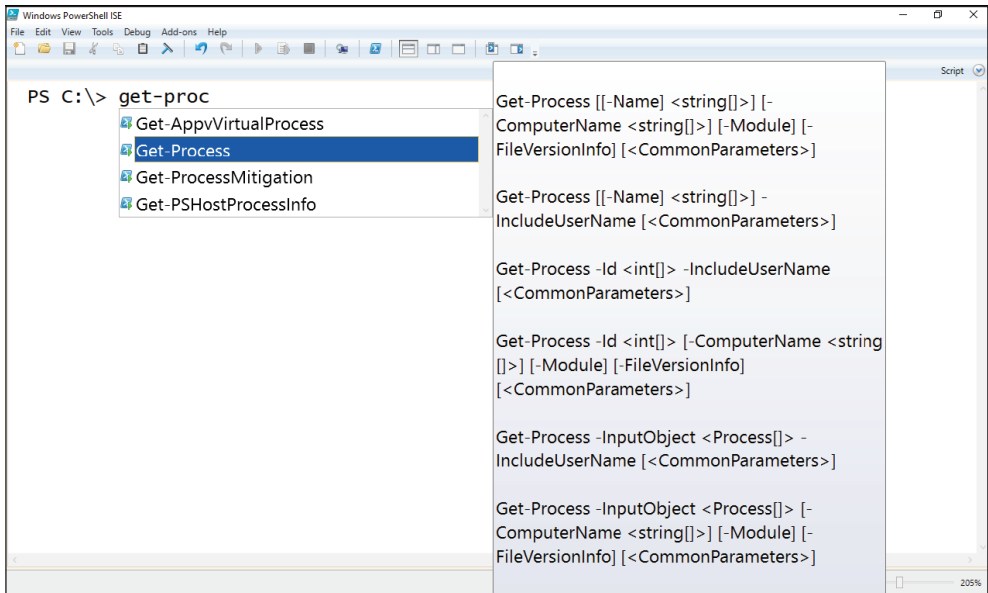 Windows PowerShell ISE
File Edit View Tools Debug Add-ons Help
Script
PS C:\> get-proc
Get-AppvVirtualProcess
Get-Process
Get-ProcessMitigation
Get-PSHostProcessInfo
Get-Process [[-Name] <string[]>] [-
ComputerName <string[]>] [-Module] [-
FileVersionInfo] [<CommonParameters>]
Get-Process [[-Name] <string[]>] -
IncludeUserName [<CommonParameters>]
Get-Process -Id <int[]> -IncludeUserName
[<CommonParameters>]
Get-Process -Id <int[]> [-ComputerName <string
[]>] [-Module] [-FileVersionInfo]
[<CommonParameters>]
Get-Process -InputObject <Process[]> -
IncludeUserName [<CommonParameters>]
Get-Process -InputObject <Process[]> [-
ComputerName <string[]>] [-Module] [-
FileVersionInfo] [<CommonParameters>]
205%